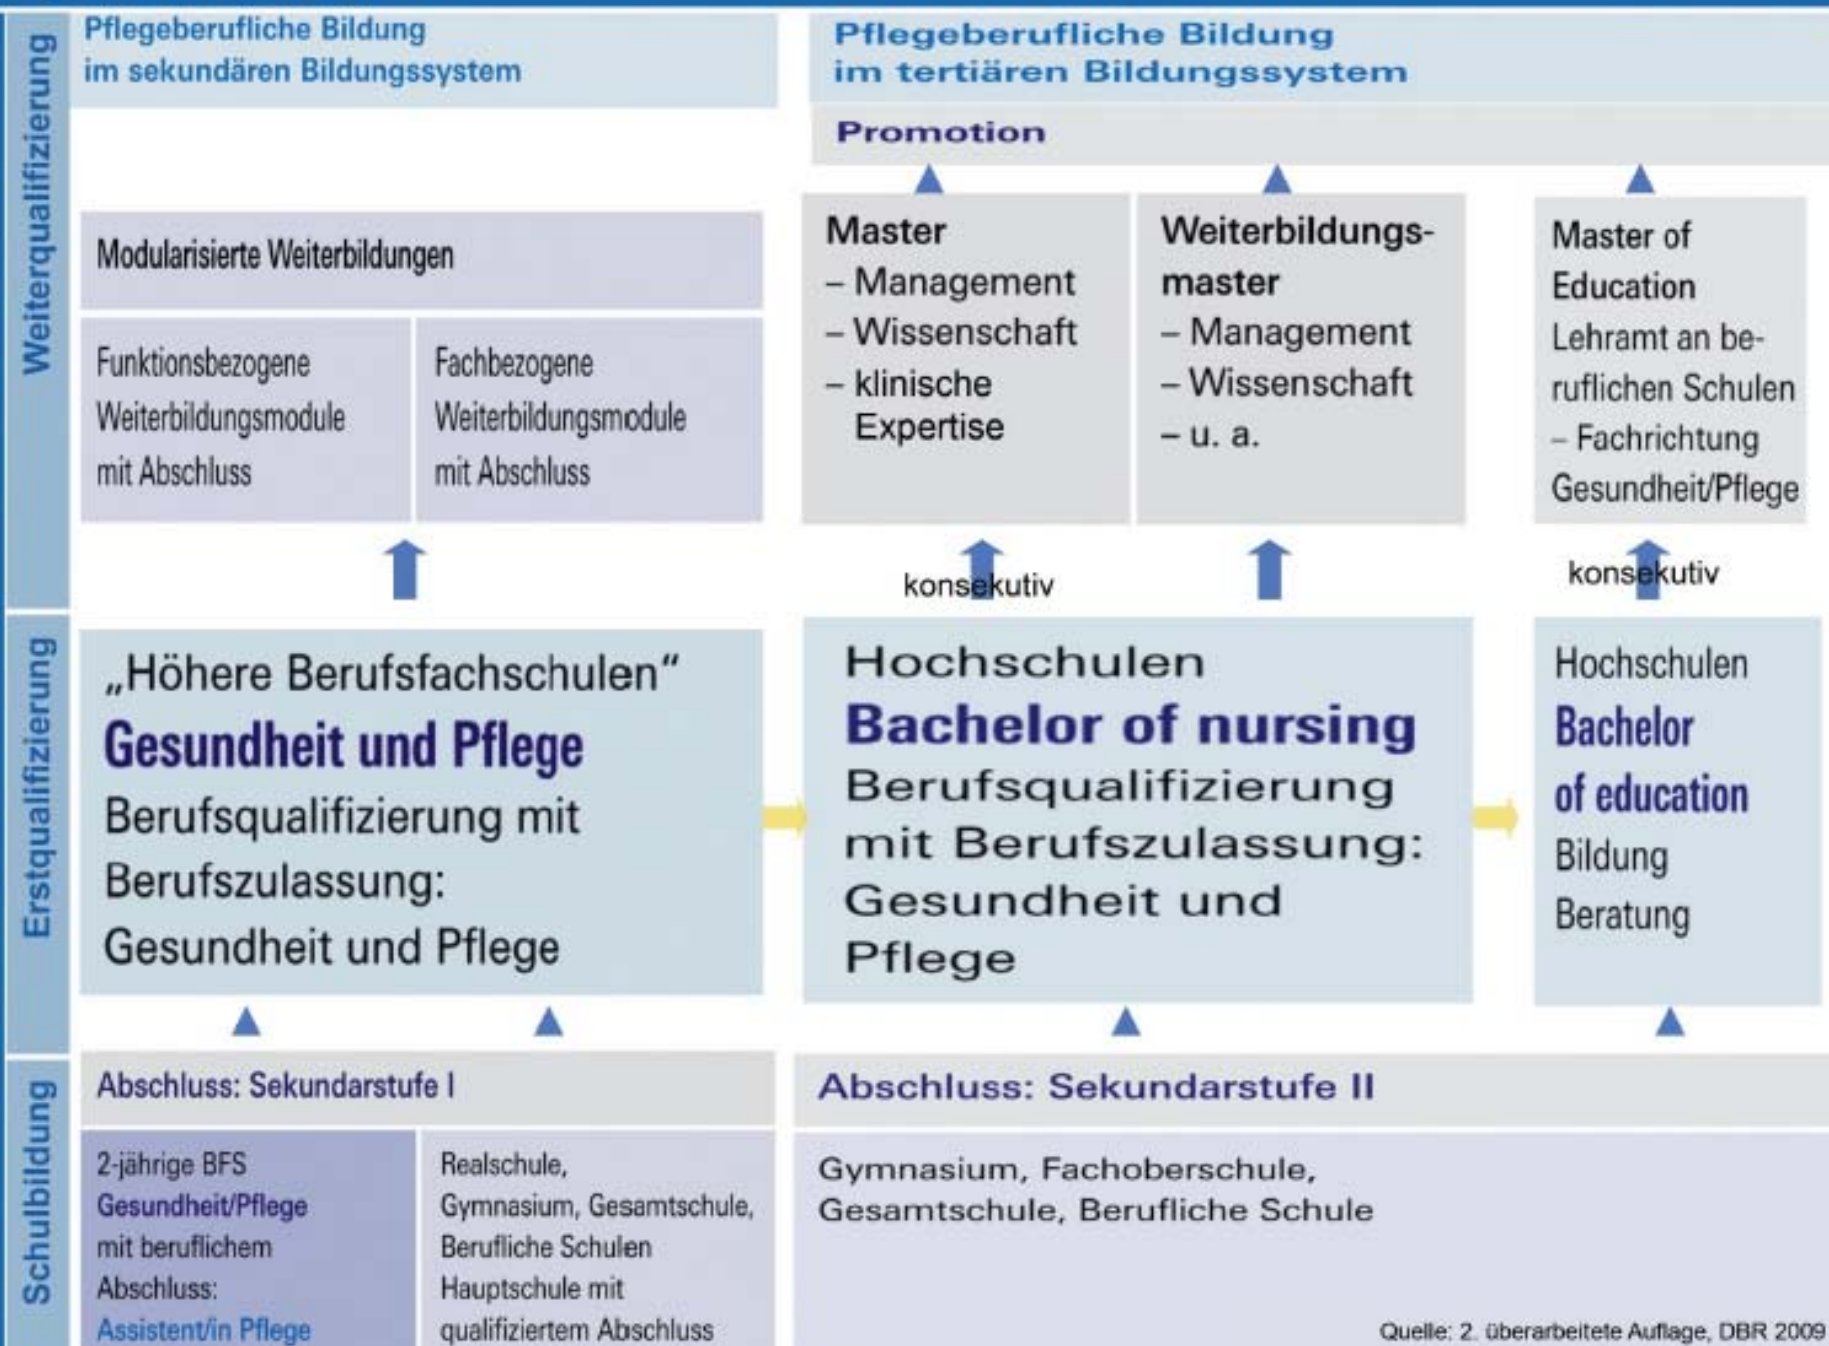 Weiterqualifizierung
Pflegeberufliche Bildung
im sekundären Bildungssystem
Pflegeberufliche Bildung
im tertiären Bildungssystem
Promotion
Modularisierte Weiterbildungen
Funktionsbezogene
Weiterbildungsmodule
mit Abschluss
Fachbezogene
Weiterbildungsmodule
mit Abschluss
Master
– Management
– Wissenschaft
– klinische
Expertise
Weiterbildungs-
master
– Management
– Wissenschaft
– u. a.
Master of
Education
Lehramt an be-
ruflichen Schulen
– Fachrichtung
Gesundheit/Pflege
konsekutiv
konsekutiv
Erstqualifizierung
„Höhere Berufsfachschulen“
Gesundheit und Pflege
Berufsqualifizierung mit
Berufszulassung:
Gesundheit und Pflege
Hochschulen
Bachelor of nursing
Berufsqualifizierung
mit Berufszulassung:
Gesundheit und
Pflege
Hochschulen
Bachelor
of education
Bildung
Beratung
Schulbildung
Abschluss: Sekundarstufe I
2-jährige BFS
Gesundheit/Pflege
mit beruflichem
Abschluss:
Assistent/in Pflege
Realschule,
Gymnasium, Gesamtschule,
Berufliche Schulen
Hauptschule mit
qualifiziertem Abschluss
Abschluss: Sekundarstufe II
Gymnasium, Fachoberschule,
Gesamtschule, Berufliche Schule
Quelle: 2. überarbeitete Auflage, DBR 2009